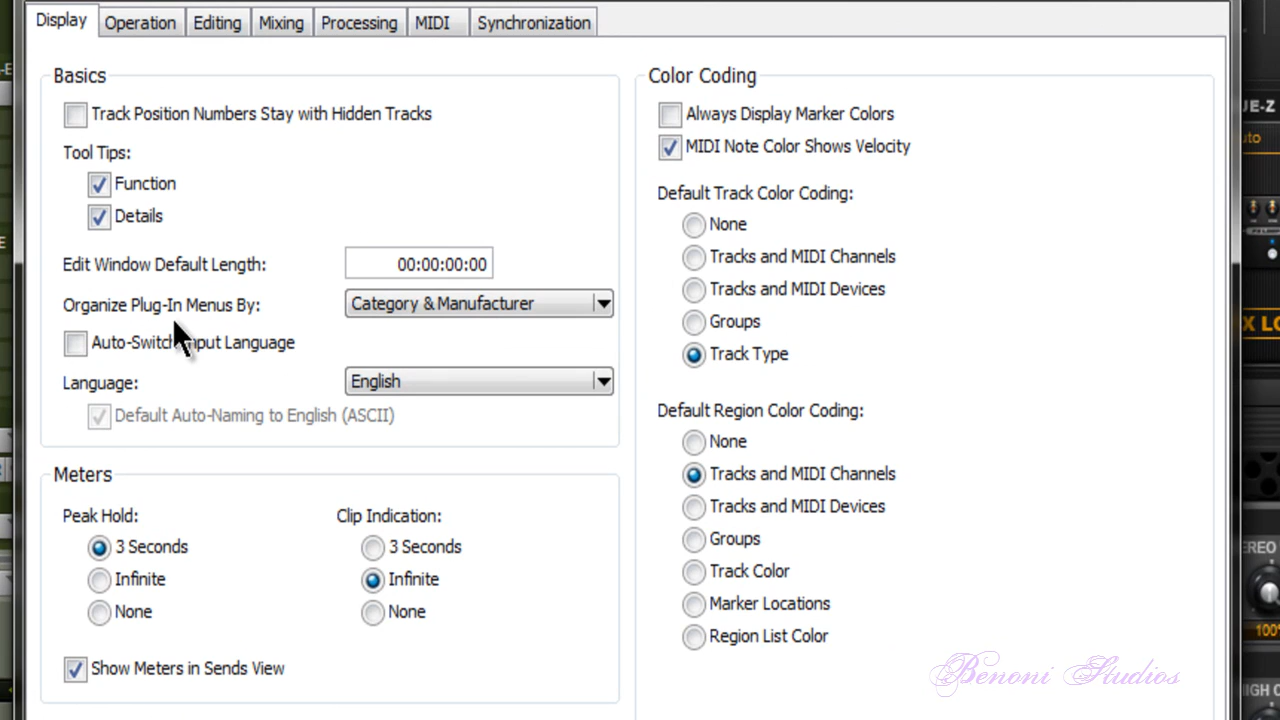 Display Operation Editing Mixing Processing MIDI Synchronization
Basics
Track Position Numbers Stay with Hidden Tracks
Tool Tips:
Function
Details
Edit Window Default Length: 00:00:00:00
Organize Plug-In Menus By: Category & Manufacturer
Auto-Switch Input Language
Language: English
Default Auto-Naming to English (ASCII)
Meters
Peak Hold: Clip Indication:
3 Seconds 3 Seconds
Infinite Infinite
None None
Show Meters in Sends View
Color Coding
Always Display Marker Colors
MIDI Note Color Shows Velocity
Default Track Color Coding:
None
Tracks and MIDI Channels
Tracks and MIDI Devices
Groups
Track Type
Default Region Color Coding:
None
Tracks and MIDI Channels
Tracks and MIDI Devices
Groups
Track Color
Marker Locations
Region List Color
Benoni Studios
UE-Z
100%